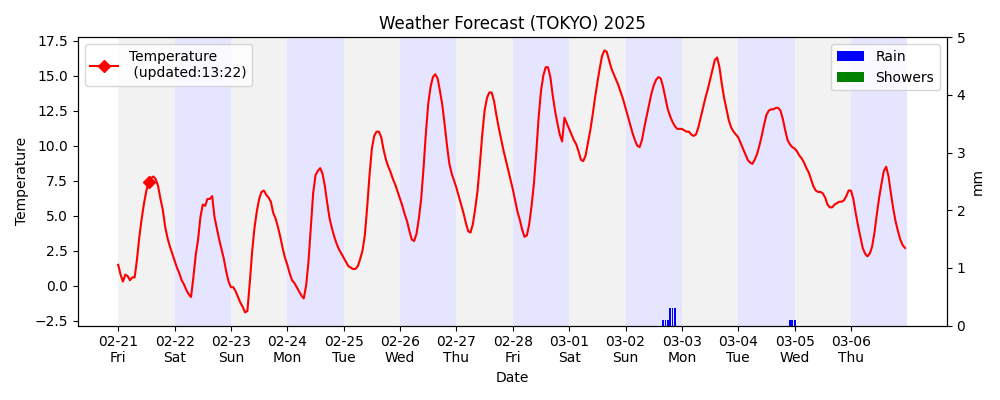 Weather Forecast (TOKYO) 2025
Temperature
(updated:13:22)
Rain
Showers
17.5
15.0
12.5
10.0
7.5
5.0
2.5
0.0
−2.5
Temperature
5
4
3
2
1
0
mm
02-21 02-22 02-23 02-24 02-25 02-26 02-27 02-28 03-01 03-02 03-03 03-04 03-05 03-06
Fri Sat Sun Mon Tue Wed Thu Fri Sat Sun Mon Tue Wed Thu
Date